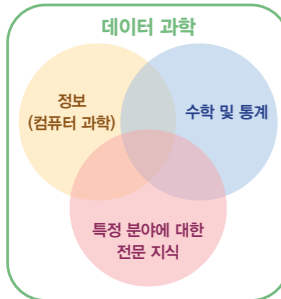 데이터 과학
정보
(컴퓨터 과학)
수학 및 통계
특정 분야에 대한
전문 지식